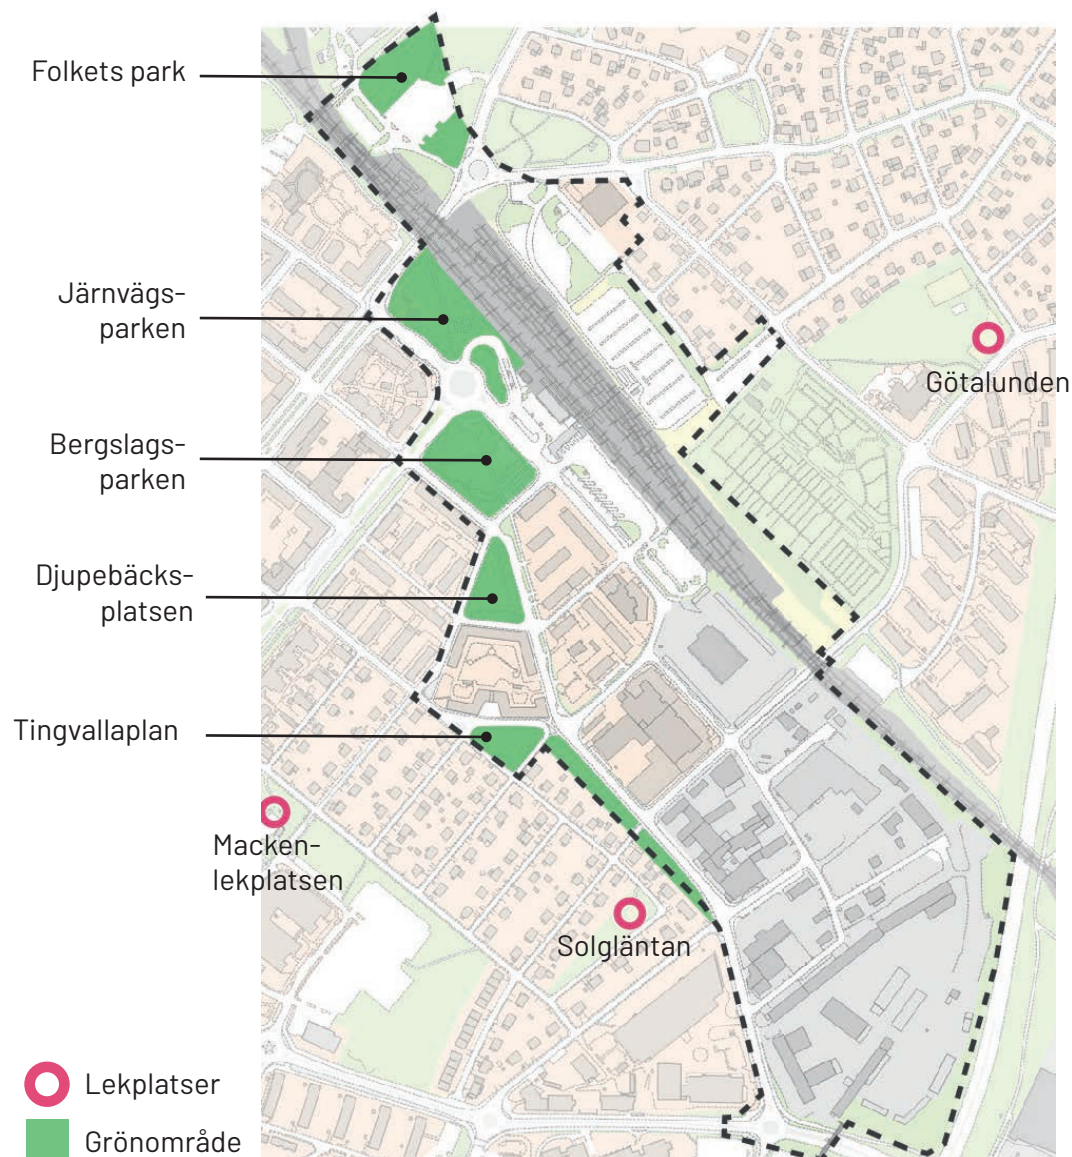 Folkets park
Järnvägs-
parken
Götalunden
Bergslags-
parken
Djupebäcks-
platsen
Tingvallaplan
Macken-
lekplatsen
Solgläntan
Lekplatser
Grönområde